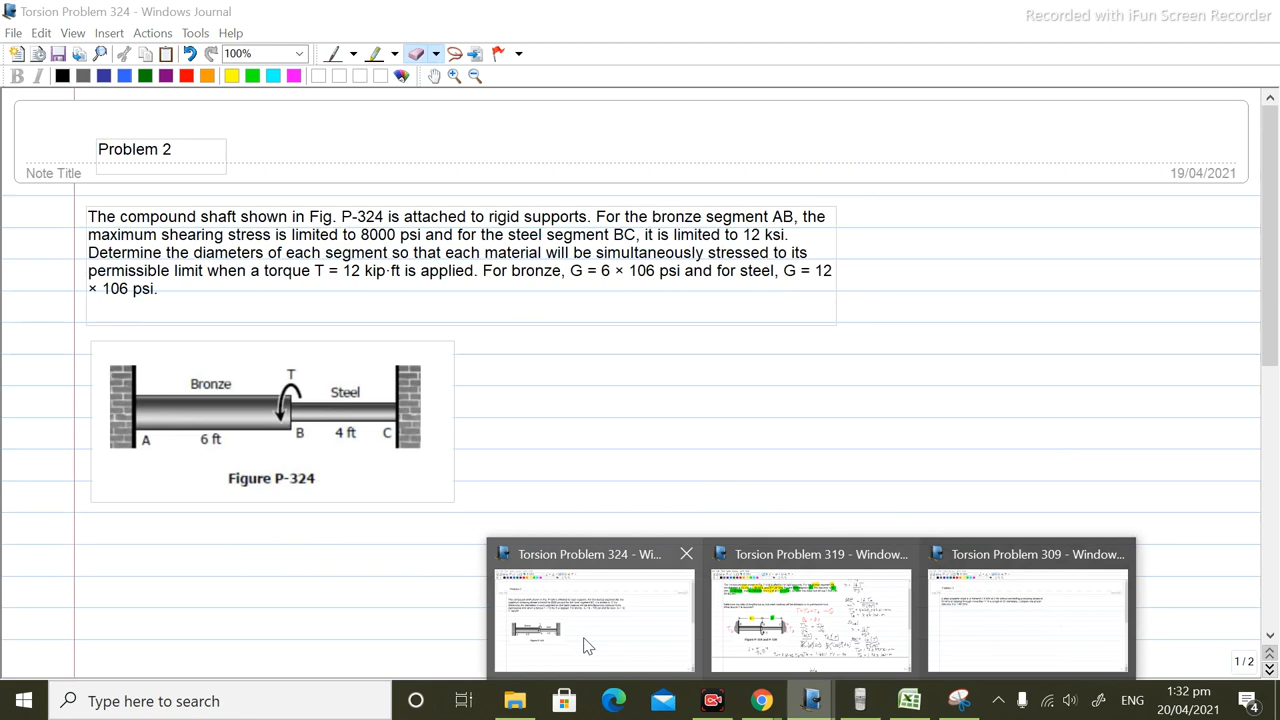 Torsion Problem 324 - Windows Journal
Recorded with iFun Screen Recorder
File Edit View Insert Actions Tools Help
100%
B I
Problem 2
Note Title
19/04/2021
The compound shaft shown in Fig. P-324 is attached to rigid supports. For the bronze segment AB, the
maximum shearing stress is limited to 8000 psi and for the steel segment BC, it is limited to 12 ksi.
Determine the diameters of each segment so that each material will be simultaneously stressed to its
permissible limit when a torque T = 12 kip·ft is applied. For bronze, G = 6 × 106 psi and for steel, G = 12
× 106 psi.
T
Bronze
Steel
A 6 ft B 4 ft C
Figure P-324
Torsion Problem 324 - Wi...
Torsion Problem 319 - Window...
Torsion Problem 309 - Window...
1 / 2
Type here to search
ENG
1:32 pm
20/04/2021
4